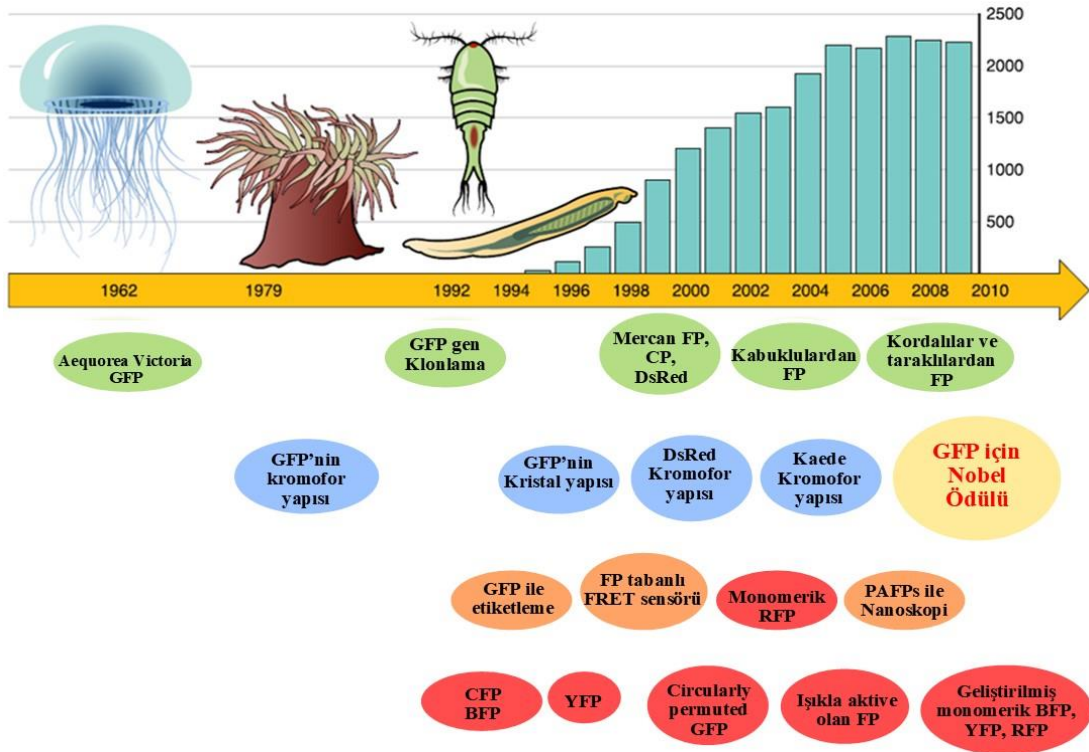 2500
2000
1500
1000
500
1962
1979
1992
1994
1996
1998
2000
2002
2004
2006
2008
2010
Aequorea Victoria
GFP
GFP gen
Klonlama
Mercan FP,
CP,
DsRed
Kabuklulardan
FP
Kordalılar ve
taraklılardan
FP
GFP’nin
kromofor
yapısı
GFP’nin
Kristal yapısı
DsRed
Kromofor
yapısı
Kaede
Kromofor
yapısı
GFP için
Nobel
Ödülü
GFP ile
etiketleme
FP tabanlı
FRET sensörü
Monomerik
RFP
PAFPs ile
Nanoskopi
CFP
BFP
YFP
Circularly
permuted
GFP
Işıkla aktive
olan FP
Geliştirilmiş
monomerik BFP,
YFP, RFP